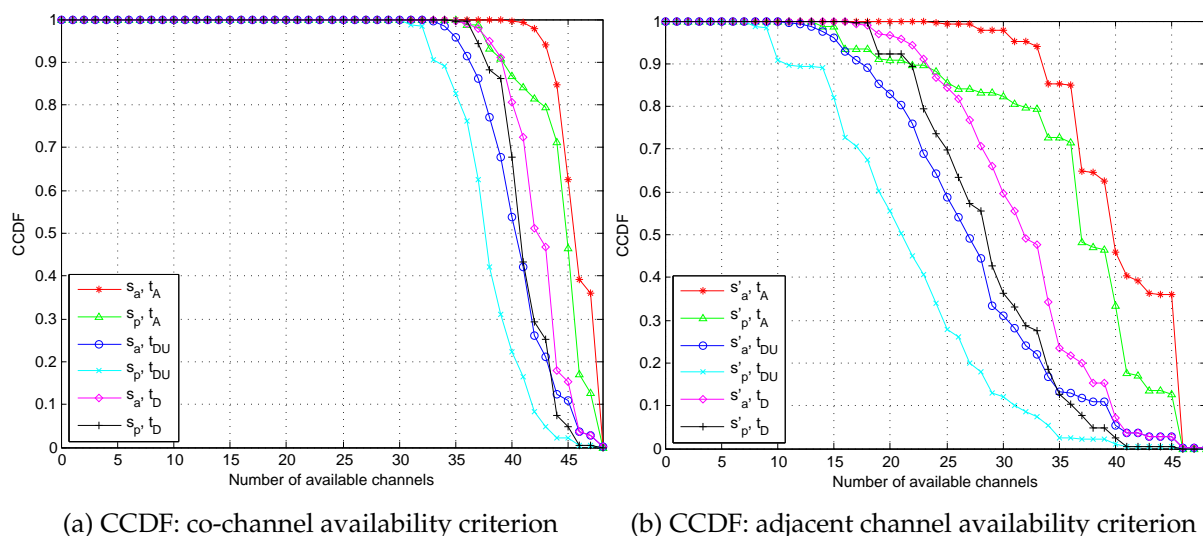 1
0.9
0.8
0.7
0.6
0.5
0.4
0.3
0.2
0.1
0
CCDF
0 5 10 15 20 25 30 35 40 45
Number of available channels
s_a, t_A
s_p, t_A
s_a, t_DU
s_p, t_DU
s_a, t_D
s_p, t_D
(a) CCDF: co-channel availability criterion
1
0.9
0.8
0.7
0.6
0.5
0.4
0.3
0.2
0.1
0
CCDF
0 5 10 15 20 25 30 35 40 45
Number of available channels
s'_a, t_A
s'_p, t_A
s'_a, t_DU
s'_p, t_DU
s'_a, t_D
s'_p, t_D
(b) CCDF: adjacent channel availability criterion